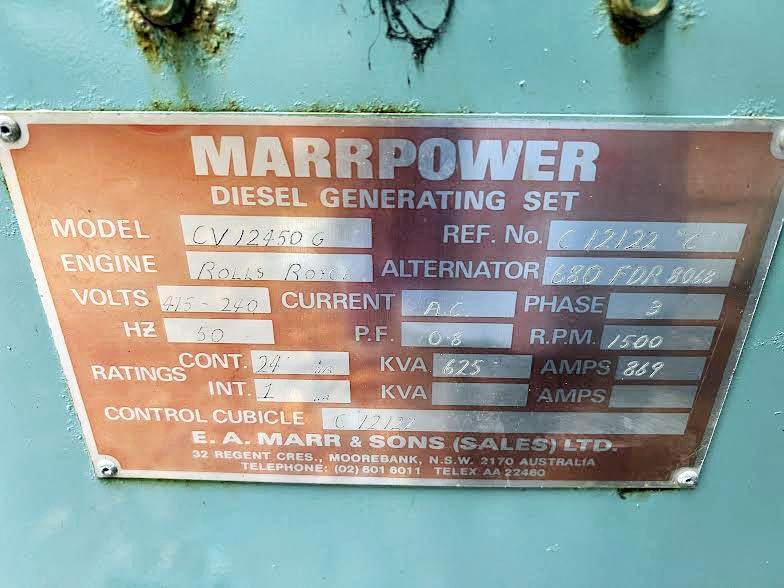 MARRPOWER
DIESEL GENERATING SET
MODEL CV12450G REF. No. C12122 "C"
ENGINE ROLLS ROYCE ALTERNATOR 680 FDR 8068
VOLTS 415-240 CURRENT A.C. PHASE 3
HZ 50 P.F. 0.8 R.P.M. 1500
RATINGS CONT. 24 KVA 625 AMPS 869
INT. 1 KVA AMPS
CONTROL CUBICLE C12122
E. A. MARR & SONS (SALES) LTD.
32 REGENT CRES., MOOREBANK, N.S.W. 2170 AUSTRALIA
TELEPHONE: (02) 601 6011 TELEX AA 22460